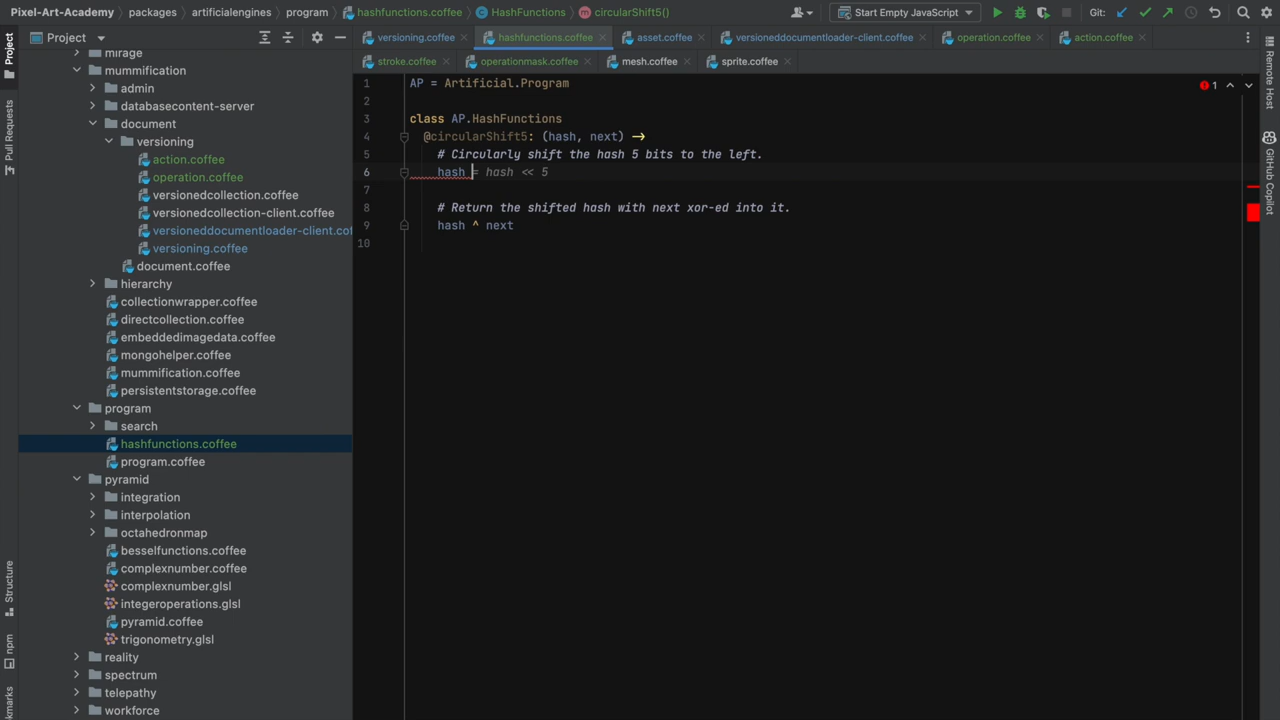 Pixel-Art-Academy packages artificialengines program hashfunctions.coffee HashFunctions circularShift5() Start Empty JavaScript Git:
Project
versioning.coffee hashfunctions.coffee asset.coffee versioneddocumentloader-client.coffee operation.coffee action.coffee
stroke.coffee operationmask.coffee mesh.coffee sprite.coffee
Project
Pull Requests
Structure
npm
mirage
mummification
admin
databasecontent-server
document
versioning
action.coffee
operation.coffee
versionedcollection.coffee
versionedcollection-client.coffee
versioneddocumentloader-client.cof
versioning.coffee
document.coffee
hierarchy
collectionwrapper.coffee
directcollection.coffee
embeddedimagedata.coffee
mongohelper.coffee
mummification.coffee
persistentstorage.coffee
program
search
hashfunctions.coffee
program.coffee
pyramid
integration
interpolation
octahedronmap
besselfunctions.coffee
complexnumber.coffee
complexnumber.glsl
integeroperations.glsl
pyramid.coffee
trigonometry.glsl
reality
spectrum
telepathy
workforce
1 AP = Artificial.Program
2
3 class AP.HashFunctions
4 @circularShift5: (hash, next) ->
5 # Circularly shift the hash 5 bits to the left.
6 hash = hash << 5
7
8 # Return the shifted hash with next xor-ed into it.
9 hash ^ next
10
1
Remote Host
GitHub Copilot